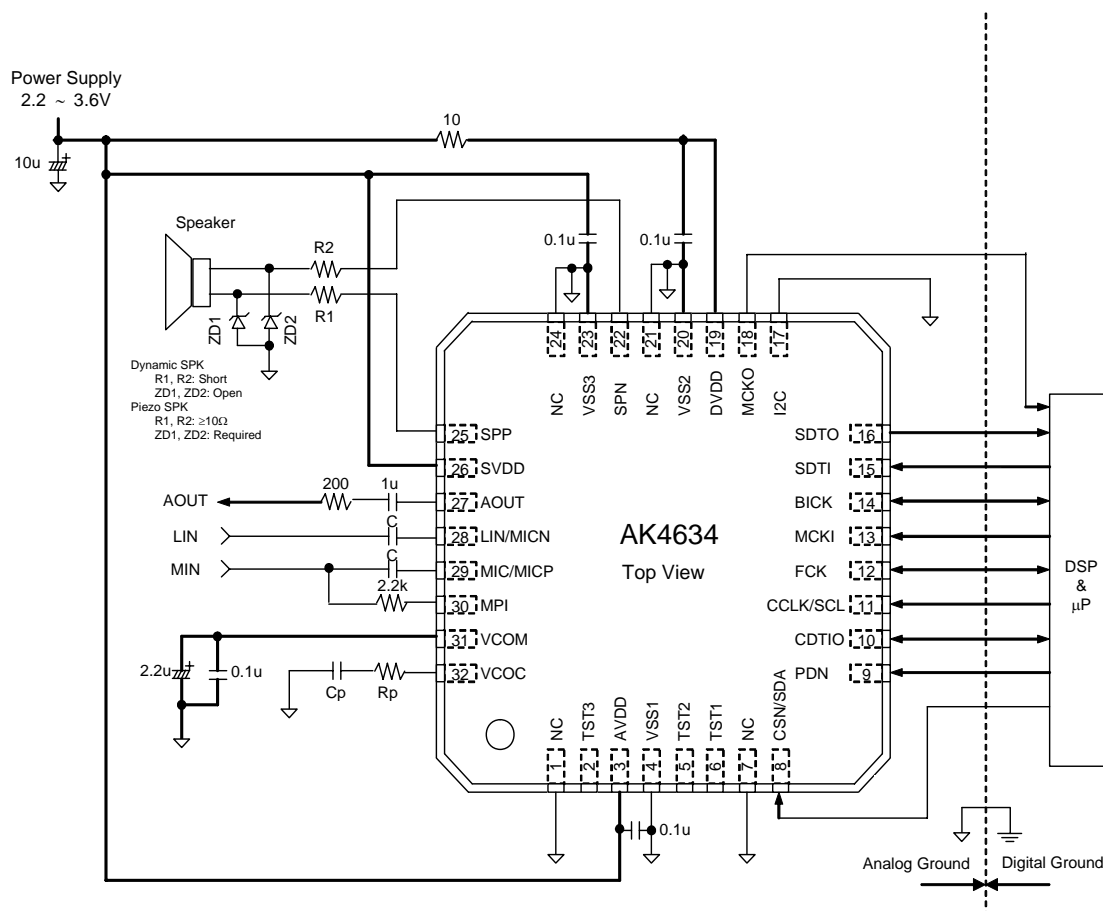 Power Supply
2.2 ~ 3.6V
10u
10
Speaker
R2
R1
ZD1
ZD2
0.1u
0.1u
Dynamic SPK
R1, R2: Short
ZD1, ZD2: Open
Piezo SPK
R1, R2: ≥10Ω
ZD1, ZD2: Required
24
23
22
21
20
19
18
17
NC
VSS3
SPN
NC
VSS2
DVDD
MCKO
I2C
25 SPP
26 SVDD
27 AOUT
28 LIN/MICN
29 MIC/MICP
30 MPI
31 VCOM
32 VCOC
AOUT
200
1u
LIN
C
MIN
C
2.2k
2.2u
0.1u
Cp
Rp
AK4634
Top View
SDTO 16
SDTI 15
BICK 14
MCKI 13
FCK 12
CCLK/SCL 11
CDTIO 10
PDN 9
DSP
&
μP
NC
TST3
AVDD
VSS1
TST2
TST1
NC
CSN/SDA
1
2
3
4
5
6
7
8
0.1u
Analog Ground
Digital Ground